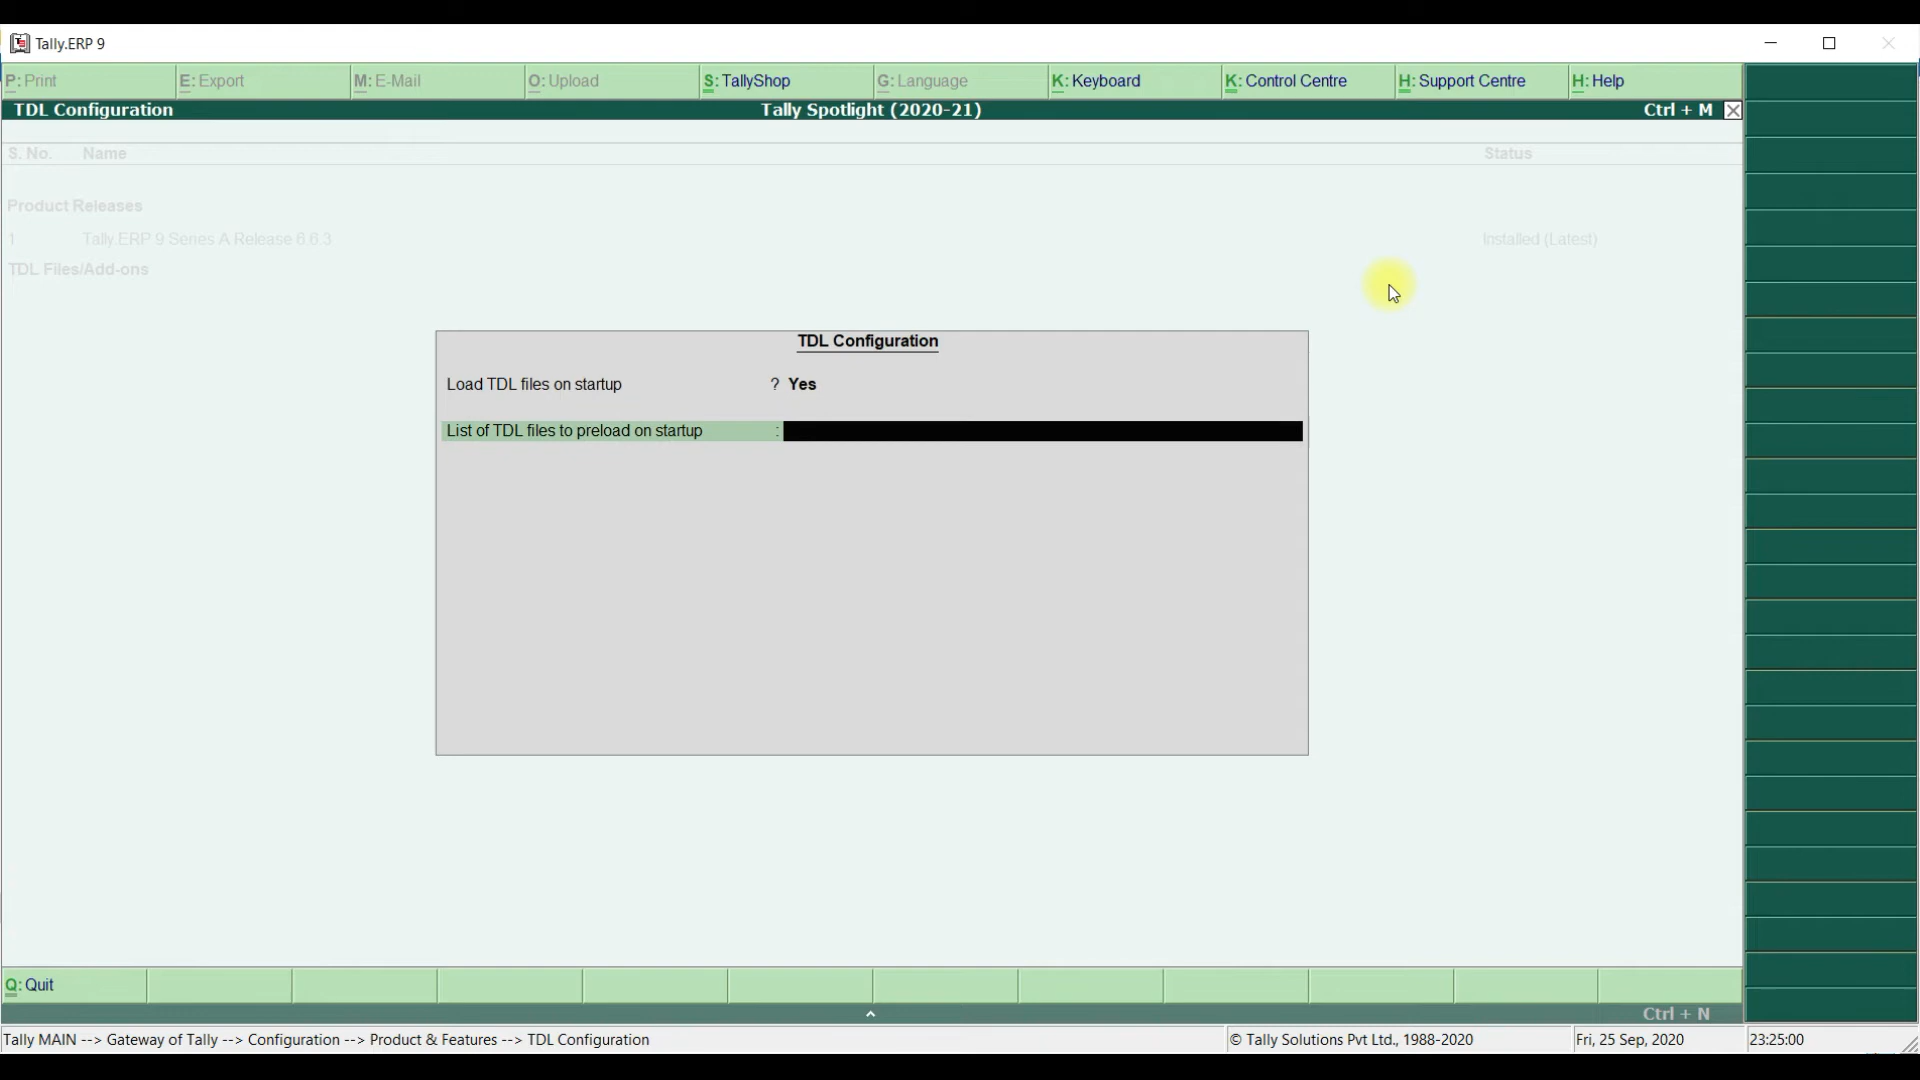 Tally.ERP 9
P: Print E: Export M: E-Mail O: Upload S: TallyShop G: Language K: Keyboard K: Control Centre H: Support Centre H: Help
TDL Configuration Tally Spotlight (2020-21) Ctrl + M
S. No. Name Status
Product Releases
1 Tally.ERP 9 Series A Release 6.6.3 Installed (Latest)
TDL Files/Add-ons
TDL Configuration
Load TDL files on startup ? Yes
List of TDL files to preload on startup :
Q: Quit
Ctrl + N
Tally MAIN --> Gateway of Tally --> Configuration --> Product & Features --> TDL Configuration © Tally Solutions Pvt Ltd., 1988-2020 Fri, 25 Sep, 2020 23:25:00